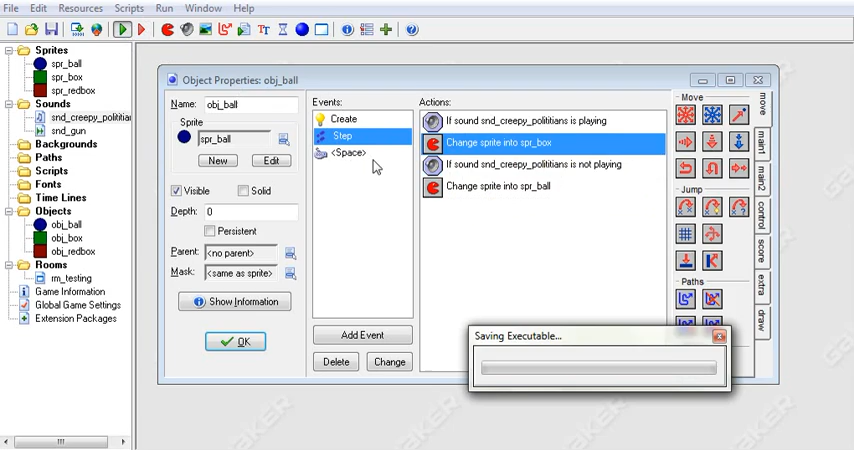 File Edit Resources Scripts Run Window Help
Sprites
spr_ball
spr_box
spr_redbox
Sounds
snd_creepy_politian
snd_gun
Backgrounds
Paths
Scripts
Fonts
Time Lines
Objects
obj_ball
obj_box
obj_redbox
Rooms
rm_testing
Game Information
Global Game Settings
Extension Packages
Object Properties: obj_ball
Name: obj_ball
Sprite
spr_ball
New Edit
Visible Solid
Depth: 0
Persistent
Parent: <no parent>
Mask: <same as sprite>
Show Information
OK
Events:
Create
Step
<Space>
Add Event
Delete Change
Actions:
If sound snd_creepy_polititians is playing
Change sprite into spr_box
If sound snd_creepy_polititians is not playing
Change sprite into spr_ball
Move
Jump
Paths
move
main1
main2
control
score
extra
draw
Saving Executable...